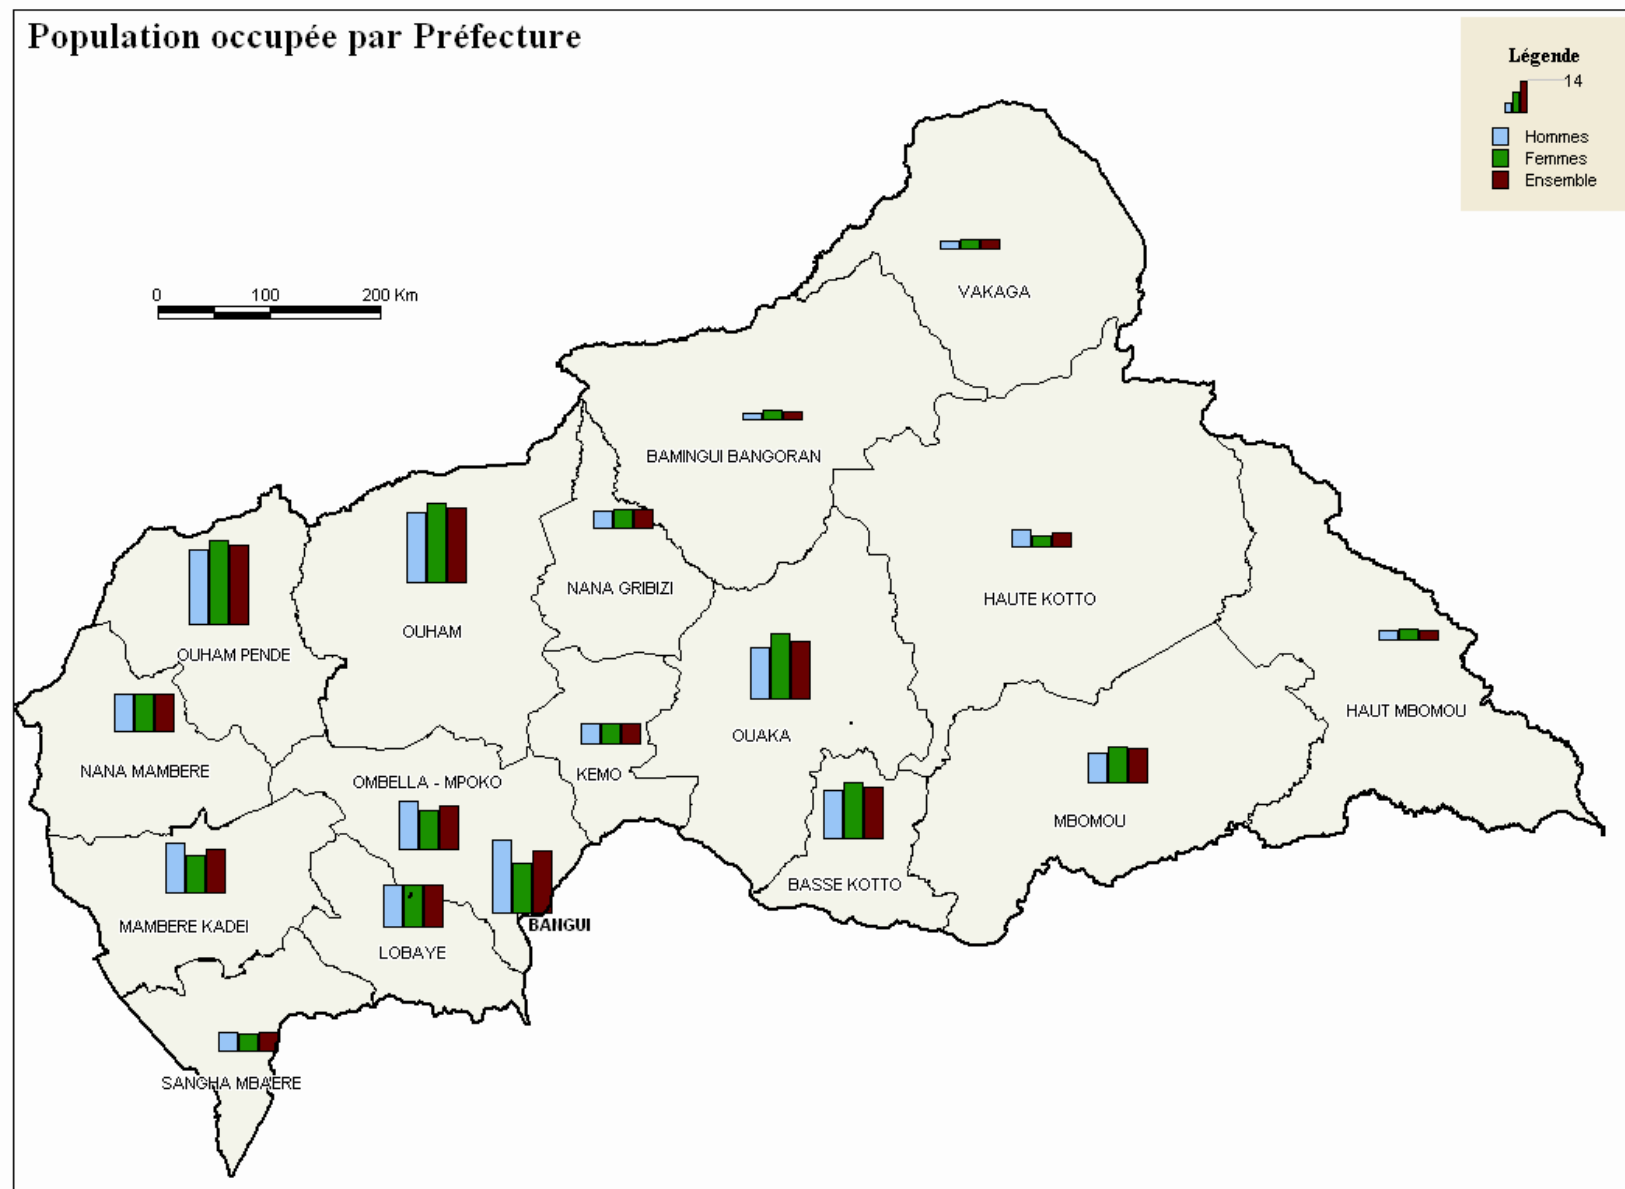 Population occupée par Préfecture
Légende
14
Hommes
Femmes
Ensemble
0 100 200 Km
VAKAGA
BAMINGUI BANGORAN
NANA GRIBIZI
HAUTE KOTTO
OUHAM
OUHAM PENDE
HAUT MBOMOU
OUAKA
NANA MAMBERE
KEMO
OMBELLA - MPOKO
MBOMOU
BASSE KOTTO
MAMBERE KADEI
BANGUI
LOBAYE
SANGHA MBAERE